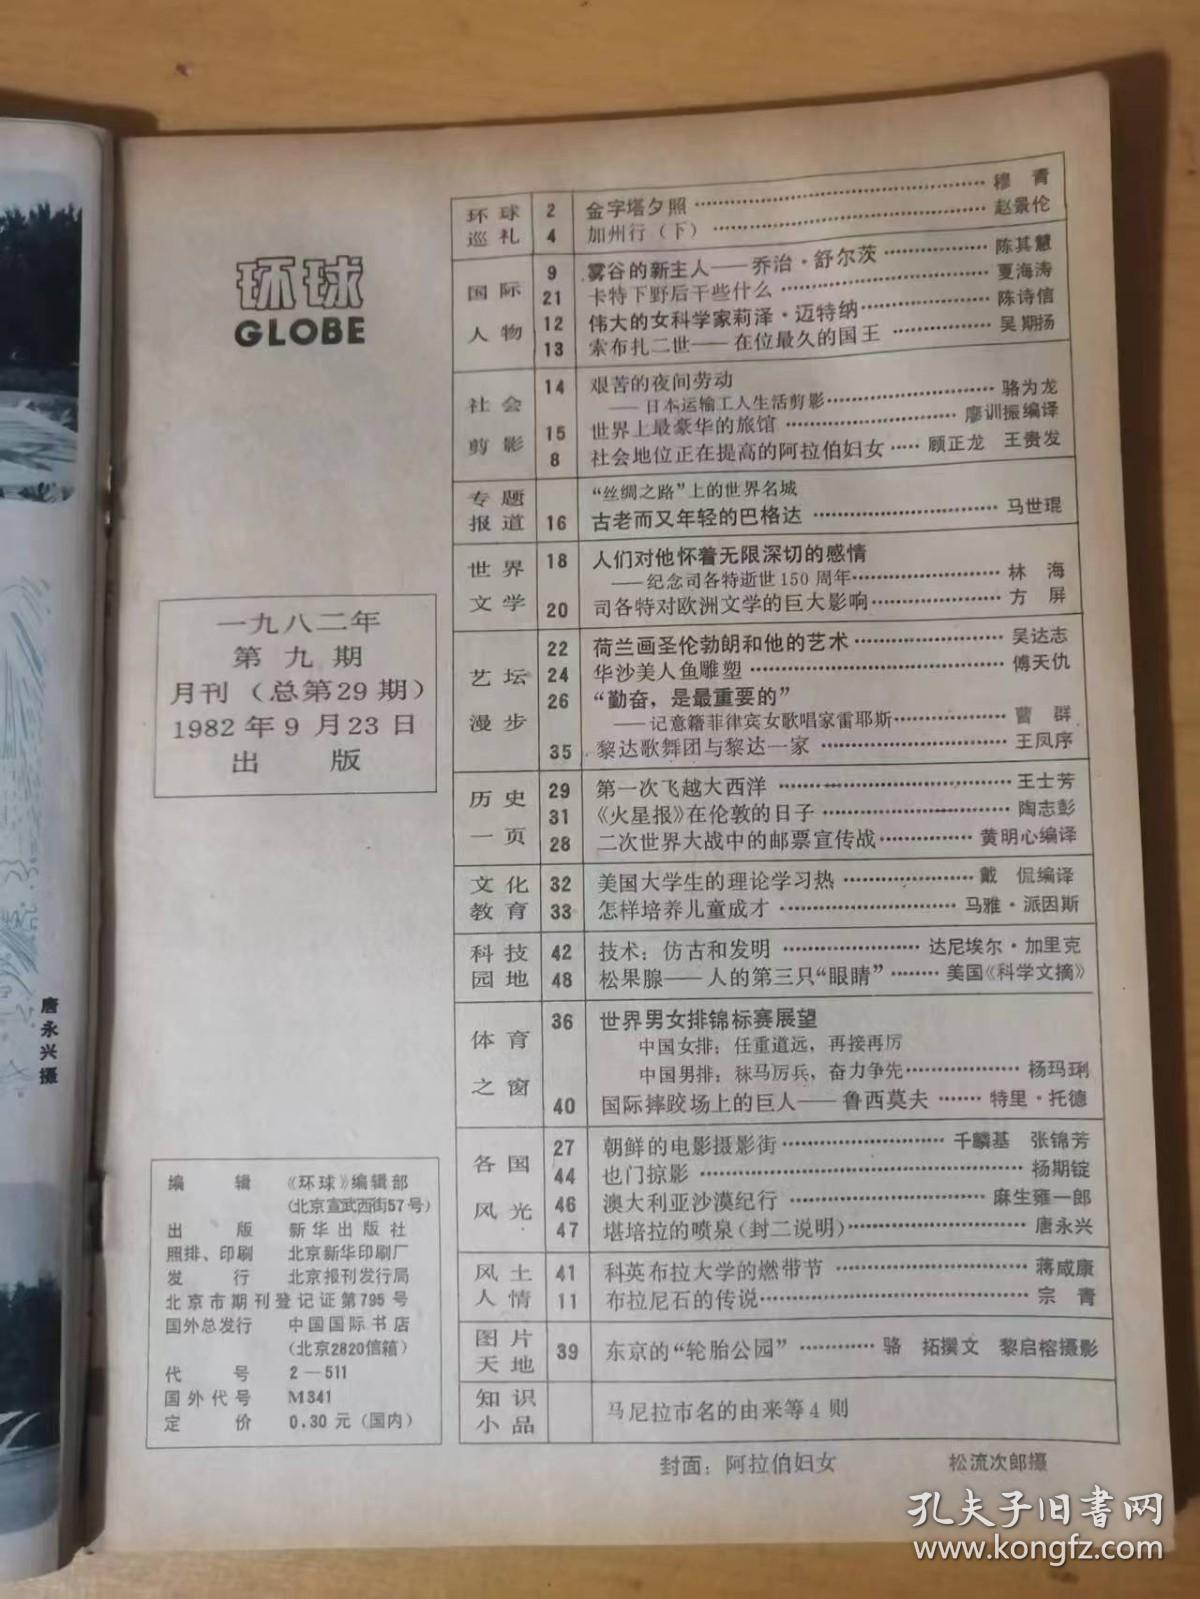 环球
GLOBE
一九八二年
第九期
月刊（总第29期）
1982年9月23日
出 版
编 辑 《环球》编辑部
（北京宣武西街57号）
出 版 新华出版社
照排、印刷 北京新华印刷厂
发 行 北京报刊发行局
北京市期刊登记证第795号
国外总发行 中国国际书店
（北京2820信箱）
代 号 2—511
国外代号 M341
定 价 0.30元（国内）
环球巡礼
2 金字塔夕照 穆 青
4 加州行（下） 赵景伦
国际人物
9 雾谷的新主人——乔治·舒尔茨 陈其慧
21 卡特下野后干些什么 夏海涛
12 伟大的女科学家莉泽·迈特纳 陈诗信
13 索布扎二世——在位最久的国王 吴期扬
社会剪影
14 艰苦的夜间劳动
——日本运输工人生活剪影 骆为龙
15 世界上最豪华的旅馆 廖训振编译
8 社会地位正在提高的阿拉伯妇女 顾正龙 王贵发
专题报道
“丝绸之路”上的世界名城
16 古老而又年轻的巴格达 马世琨
世界文学
18 人们对他怀着无限深切的感情
——纪念司各特逝世150周年 林 海
20 司各特对欧洲文学的巨大影响 方 屏
艺坛漫步
22 荷兰画圣伦勃朗和他的艺术 吴达志
24 华沙美人鱼雕塑 傅天仇
26 “勤奋，是最重要的”
——记意籍菲律宾女歌唱家雷耶斯 曹 群
35 黎达歌舞团与黎达一家 王凤序
历史一页
29 第一次飞越大西洋 王士芳
31 《火星报》在伦敦的日子 陶志彭
28 二次世界大战中的邮票宣传战 黄明心编译
文化教育
32 美国大学生的理论学习热 戴 侃编译
33 怎样培养儿童成才 马雅·派因斯
科技园地
42 技术：仿古和发明 达尼埃尔·加里克
48 松果腺——人的第三只“眼睛” 美国《科学文摘》
体育之窗
36 世界男女排锦标赛展望
中国女排：任重道远，再接再厉
中国男排：秣马厉兵，奋力争先 杨玛琍
40 国际摔跤场上的巨人——鲁西莫夫 特里·托德
各国风光
27 朝鲜的电影摄影街 千麟基 张锦芳
44 也门掠影 杨期锭
46 澳大利亚沙漠纪行 麻生雍一郎
47 堪培拉的喷泉（封二说明） 唐永兴
风土人情
41 科英布拉大学的燃带节 蒋咸康
11 布拉尼石的传说 宗 青
图片天地
39 东京的“轮胎公园” 骆 拓撰文 黎启榕摄影
知识小品
马尼拉市名的由来等4则
封面：阿拉伯妇女 松流次郎摄
唐永兴摄
孔夫子旧书网
www.kongfz.com